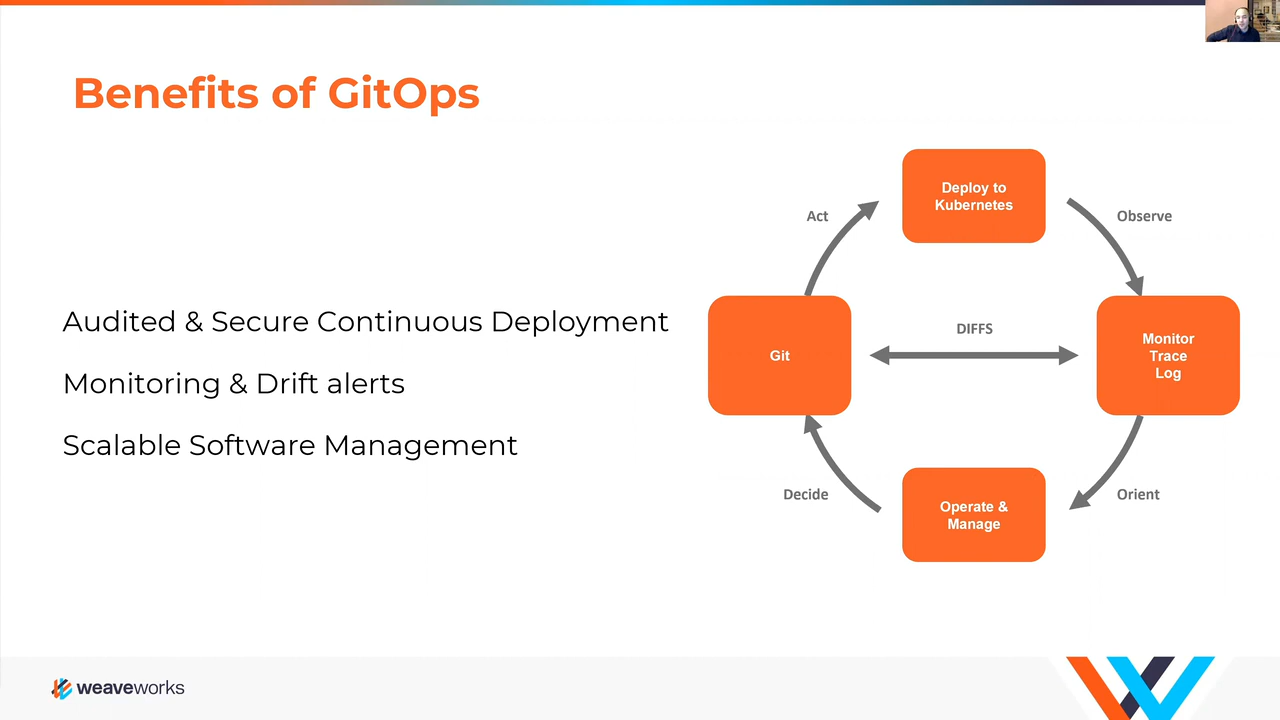 Benefits of GitOps
Audited & Secure Continuous Deployment
Monitoring & Drift alerts
Scalable Software Management
Deploy to
Kubernetes
Act
Observe
Git
DIFFS
Monitor
Trace
Log
Decide
Orient
Operate &
Manage
weaveworks